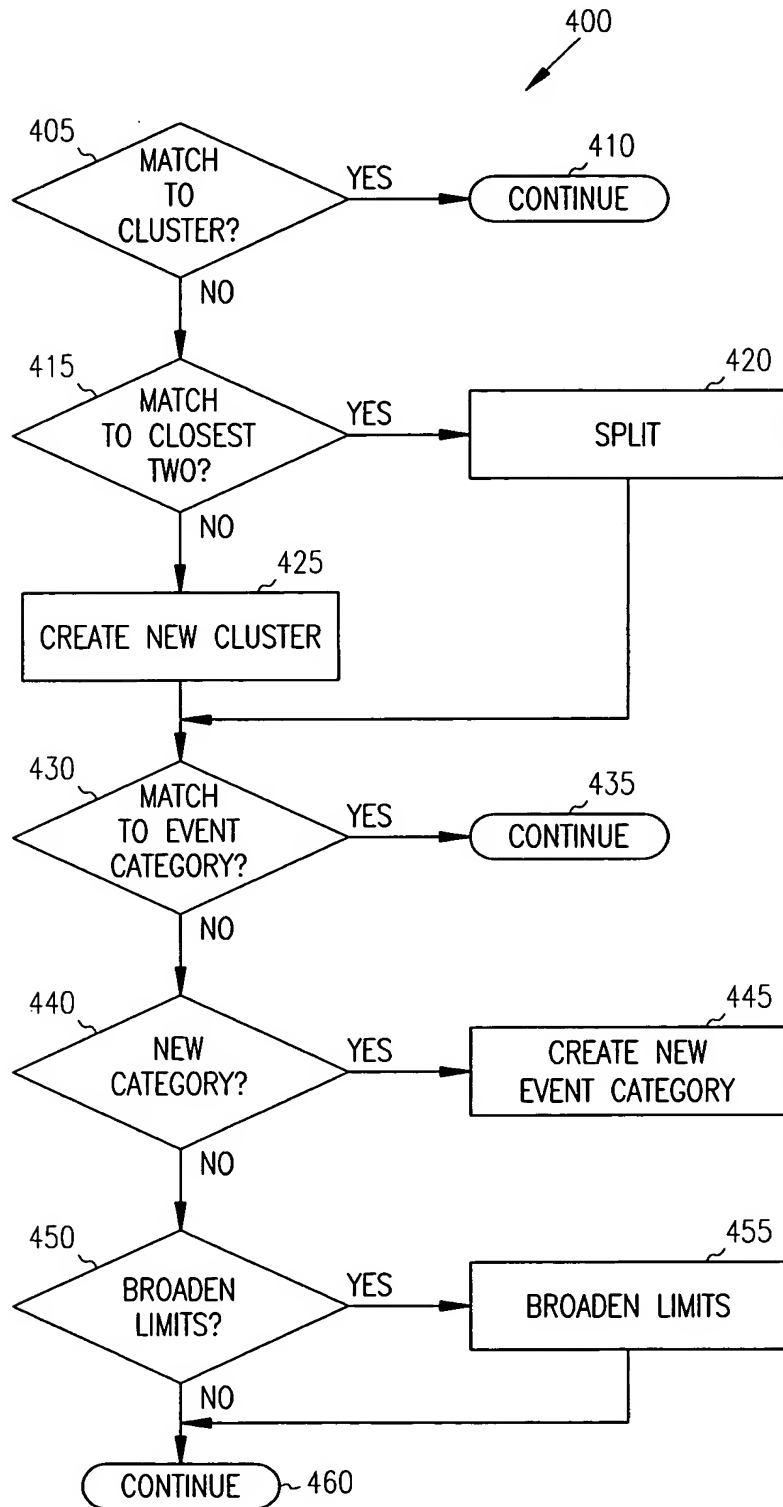 400
405
MATCH
TO
CLUSTER?
YES
410
CONTINUE
NO
415
MATCH
TO CLOSEST
TWO?
YES
420
SPLIT
NO
425
CREATE NEW CLUSTER
430
MATCH
TO EVENT
CATEGORY?
YES
435
CONTINUE
NO
440
NEW
CATEGORY?
YES
445
CREATE NEW
EVENT CATEGORY
NO
450
BROADEN
LIMITS?
YES
455
BROADEN LIMITS
NO
CONTINUE
460